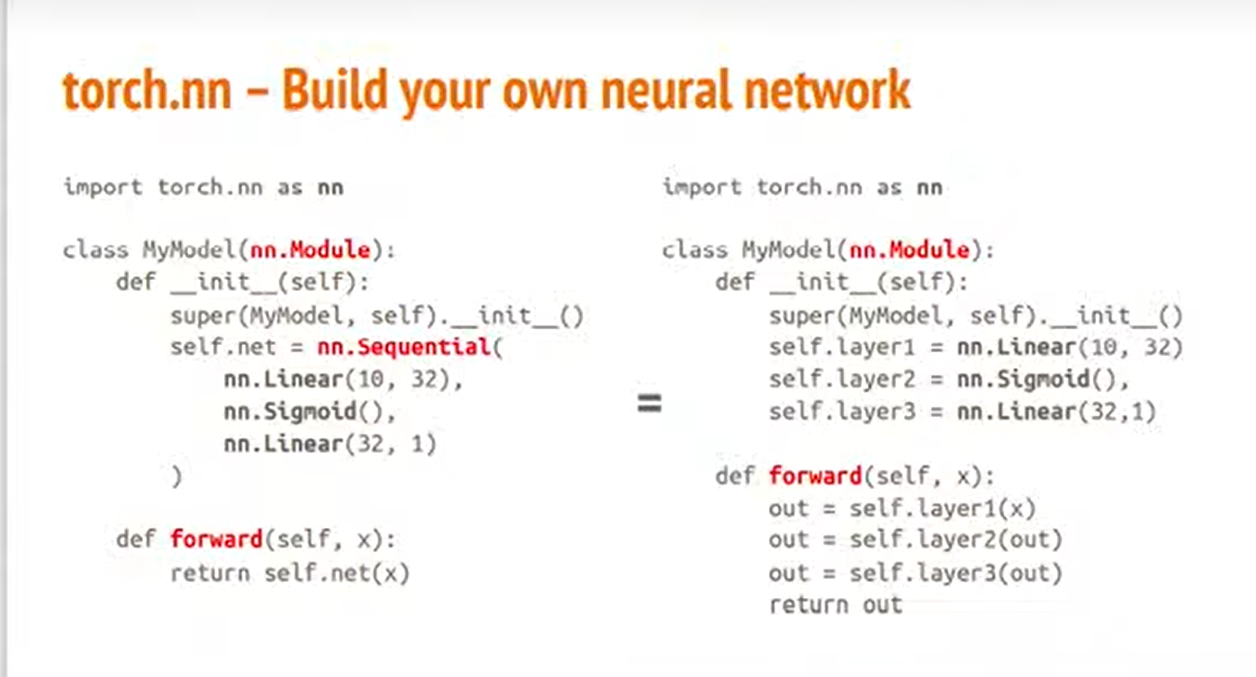 torch.nn – Build your own neural network
import torch.nn as nn
class MyModel(nn.Module):
    def __init__(self):
        super(MyModel, self).__init__()
        self.net = nn.Sequential(
            nn.Linear(10, 32),
            nn.Sigmoid(),
            nn.Linear(32, 1)
        )
    def forward(self, x):
        return self.net(x)
=
import torch.nn as nn
class MyModel(nn.Module):
    def __init__(self):
        super(MyModel, self).__init__()
        self.layer1 = nn.Linear(10, 32)
        self.layer2 = nn.Sigmoid(),
        self.layer3 = nn.Linear(32,1)
    def forward(self, x):
        out = self.layer1(x)
        out = self.layer2(out)
        out = self.layer3(out)
        return out